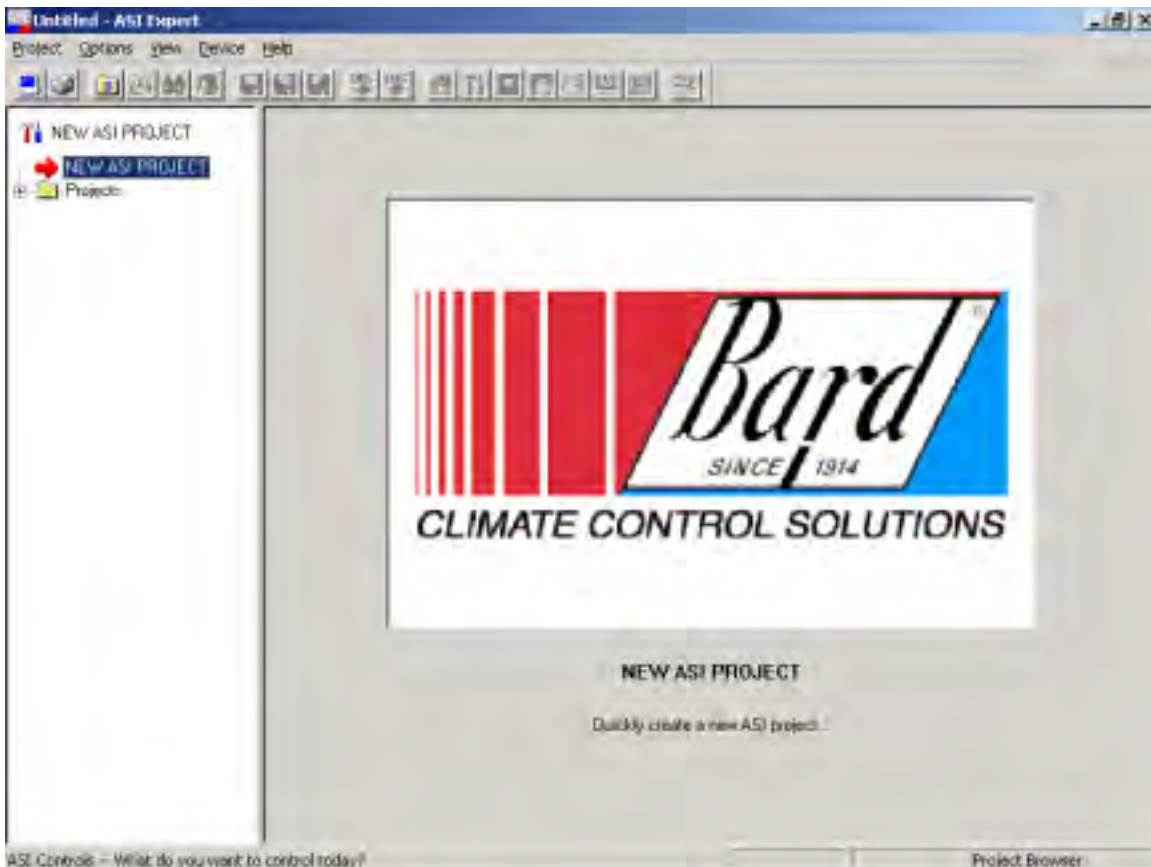 Untitled - ASI Expert
Project Options View Device Help
NEW ASI PROJECT
NEW ASI PROJECT
Projects
Bard
®
SINCE 1914
CLIMATE CONTROL SOLUTIONS
NEW ASI PROJECT
Quickly create a new ASI project.
ASI Controls -- What do you want to control today?
Project Browser